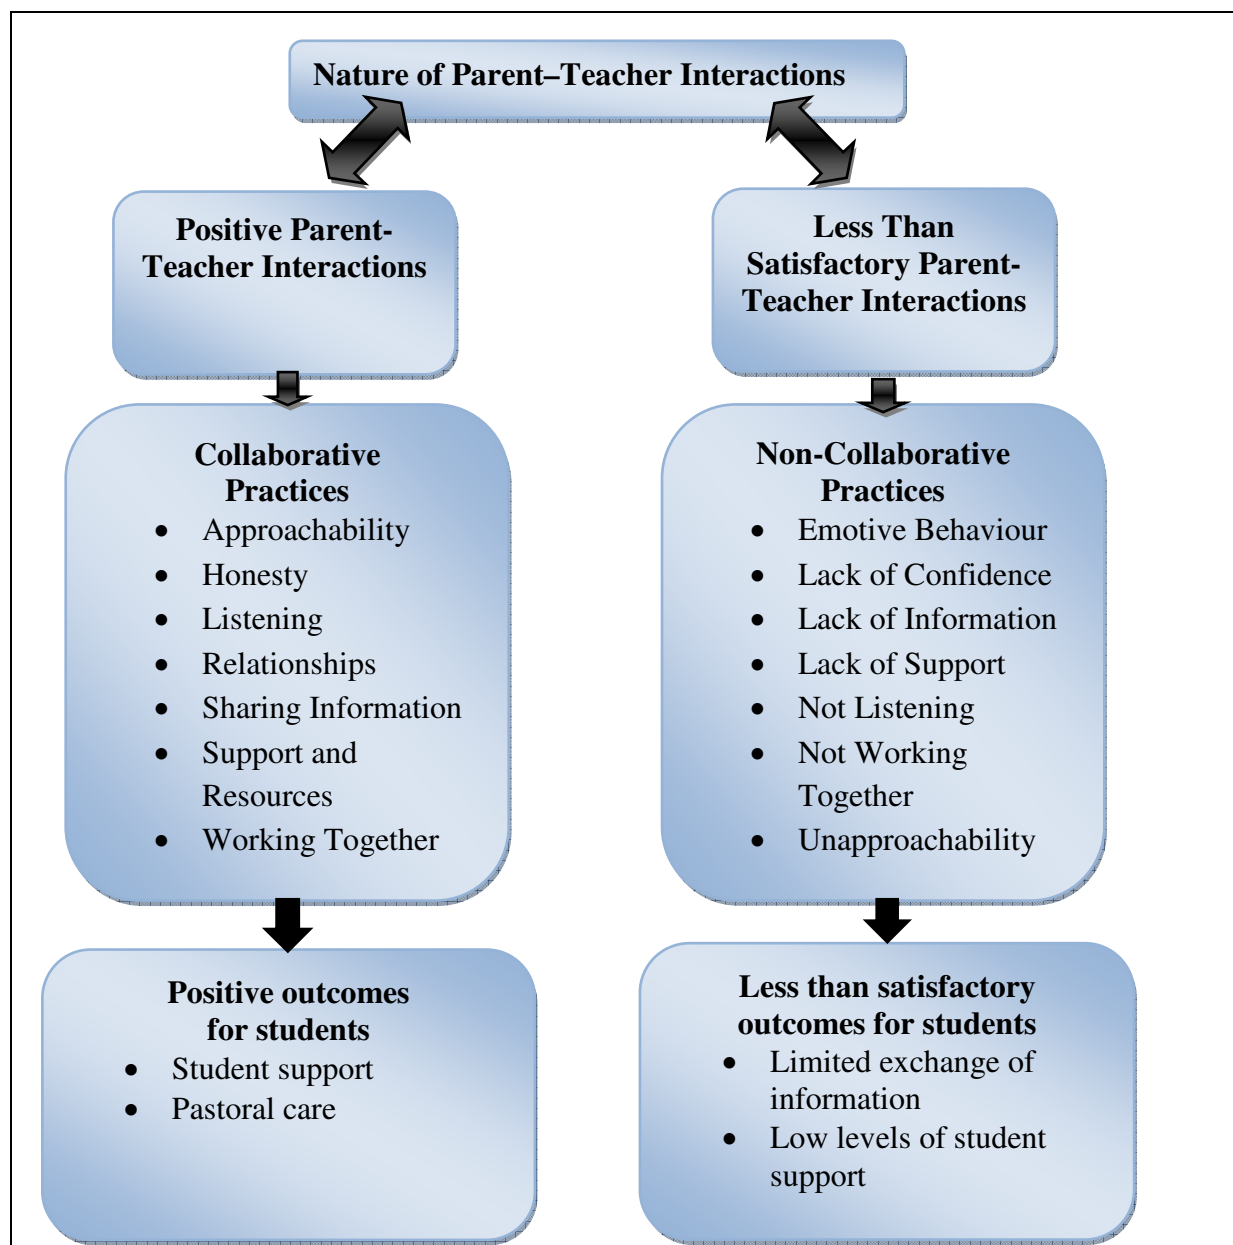 Nature of Parent–Teacher Interactions
Positive Parent-
Teacher Interactions
Less Than
Satisfactory Parent-
Teacher Interactions
Collaborative
Practices
• Approachability
• Honesty
• Listening
• Relationships
• Sharing Information
• Support and
Resources
• Working Together
Non-Collaborative
Practices
• Emotive Behaviour
• Lack of Confidence
• Lack of Information
• Lack of Support
• Not Listening
• Not Working
Together
• Unapproachability
Positive outcomes
for students
• Student support
• Pastoral care
Less than satisfactory
outcomes for students
• Limited exchange of
information
• Low levels of student
support